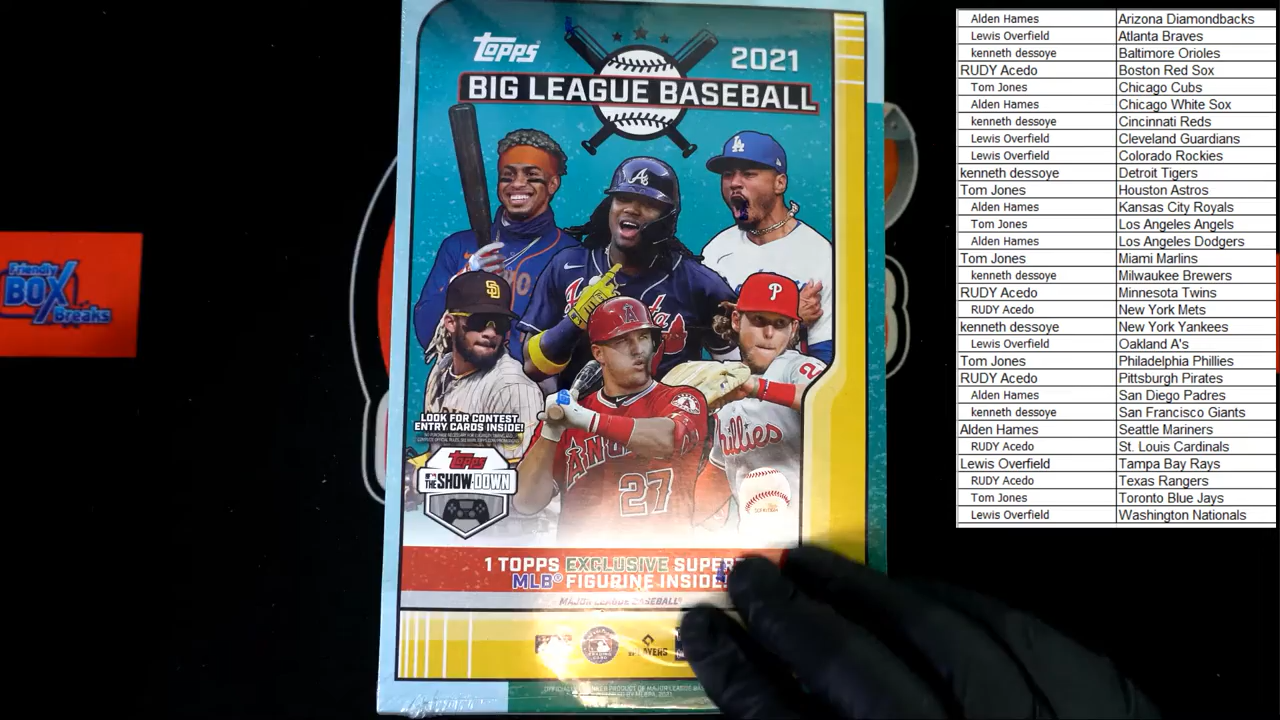 Topps
2021
BIG LEAGUE BASEBALL
LOOK FOR CONTEST
ENTRY CARDS INSIDE!
Topps
THE SHOWDOWN
27
Phillies
1 TOPPS EXCLUSIVE
MLB® FIGURINE INSIDE!
MAJOR LEAGUE BASEBALL
PLAYERS
Friendly
BOX
Breaks
Alden Hames Arizona Diamondbacks
Lewis Overfield Atlanta Braves
kenneth dessoye Baltimore Orioles
RUDY Acedo Boston Red Sox
Tom Jones Chicago Cubs
Alden Hames Chicago White Sox
kenneth dessoye Cincinnati Reds
Lewis Overfield Cleveland Guardians
Lewis Overfield Colorado Rockies
kenneth dessoye Detroit Tigers
Tom Jones Houston Astros
Alden Hames Kansas City Royals
Tom Jones Los Angeles Angels
Alden Hames Los Angeles Dodgers
Tom Jones Miami Marlins
kenneth dessoye Milwaukee Brewers
RUDY Acedo Minnesota Twins
RUDY Acedo New York Mets
kenneth dessoye New York Yankees
Lewis Overfield Oakland A's
Tom Jones Philadelphia Phillies
RUDY Acedo Pittsburgh Pirates
Alden Hames San Diego Padres
kenneth dessoye San Francisco Giants
Alden Hames Seattle Mariners
RUDY Acedo St. Louis Cardinals
Lewis Overfield Tampa Bay Rays
RUDY Acedo Texas Rangers
Tom Jones Toronto Blue Jays
Lewis Overfield Washington Nationals